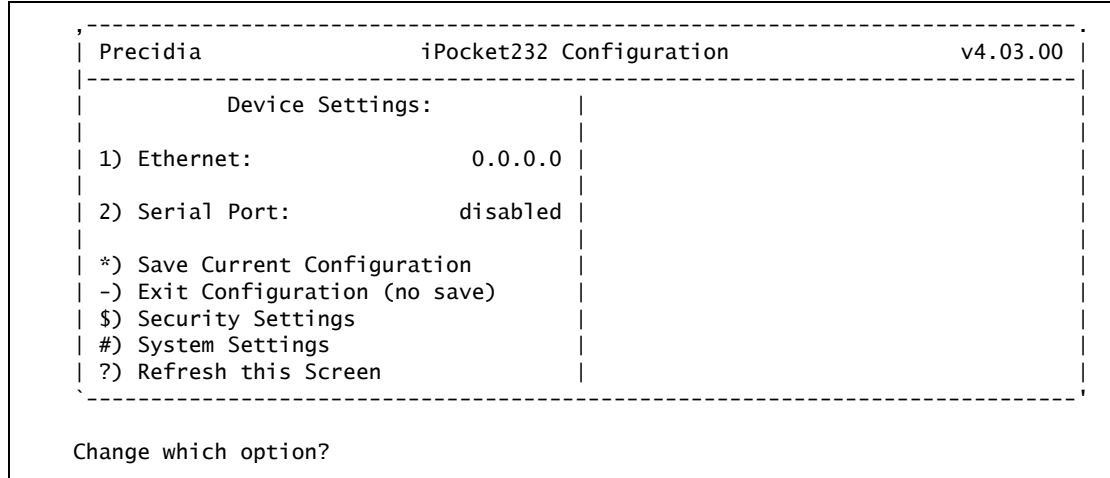 Precidia iPocket232 Configuration v4.03.00
Device Settings:
1) Ethernet: 0.0.0.0
2) Serial Port: disabled
*) Save Current Configuration
-) Exit Configuration (no save)
$) Security Settings
#) System Settings
?) Refresh this Screen
Change which option?